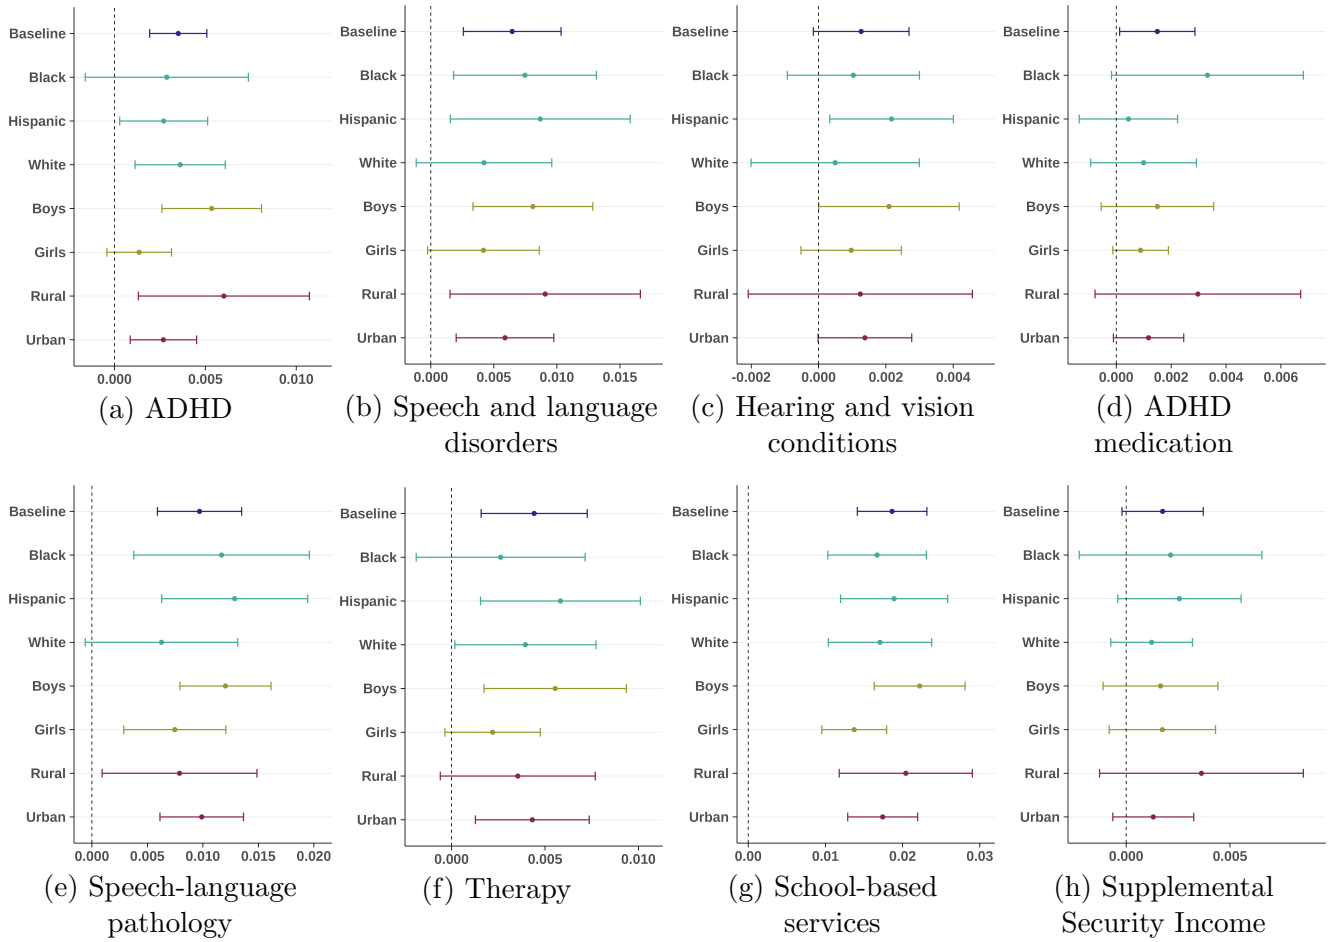 Baseline
Black
Hispanic
White
Boys
Girls
Rural
Urban
0.000 0.005 0.010
(a) ADHD
Baseline
Black
Hispanic
White
Boys
Girls
Rural
Urban
0.000 0.005 0.010 0.015
(b) Speech and language
disorders
Baseline
Black
Hispanic
White
Boys
Girls
Rural
Urban
-0.002 0.000 0.002 0.004
(c) Hearing and vision
conditions
Baseline
Black
Hispanic
White
Boys
Girls
Rural
Urban
0.000 0.002 0.004 0.006
(d) ADHD
medication
Baseline
Black
Hispanic
White
Boys
Girls
Rural
Urban
0.000 0.005 0.010 0.015 0.020
(e) Speech-language
pathology
Baseline
Black
Hispanic
White
Boys
Girls
Rural
Urban
0.000 0.005 0.010
(f) Therapy
Baseline
Black
Hispanic
White
Boys
Girls
Rural
Urban
0.00 0.01 0.02 0.03
(g) School-based
services
Baseline
Black
Hispanic
White
Boys
Girls
Rural
Urban
0.000 0.005
(h) Supplemental
Security Income